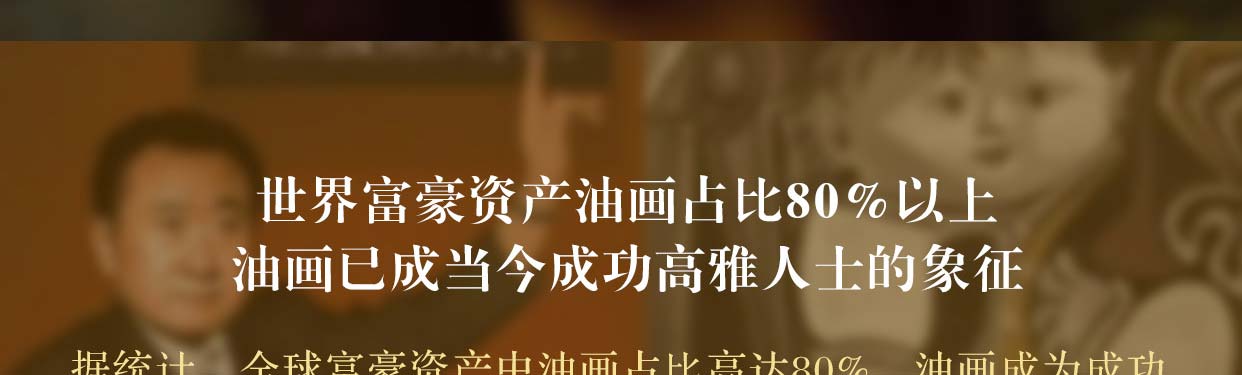 世界富豪资产油画占比80%以上
油画已成当今成功高雅人士的象征
据统计，全球富豪资产中油画占比高达80%，油画成为成功